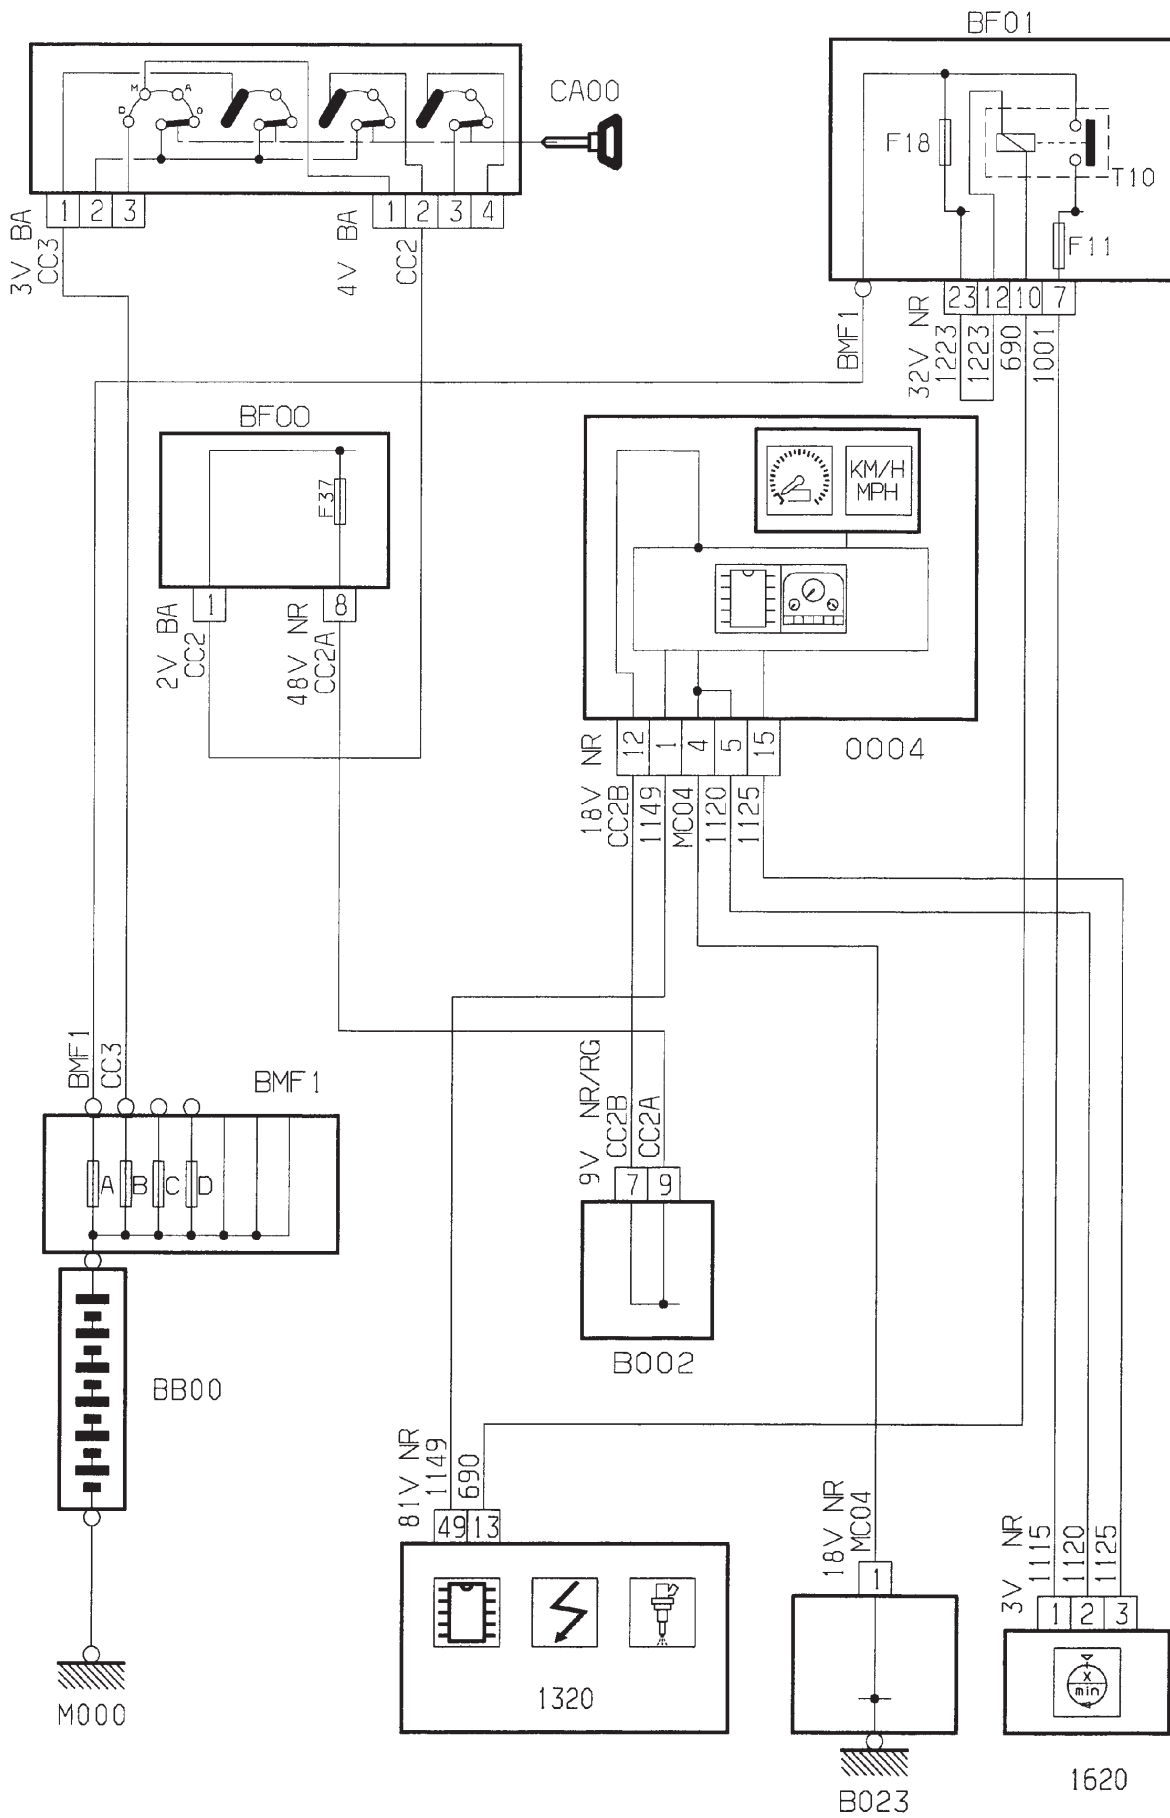 BF01
CA00
M
A
D
0
F18
T10
F11
1 2 3
1 2 3 4
3V BA
CC3
4V BA
CC2
23 12 10 7
BMF1
32V NR
1223
1223
690
1001
BF00
F37
KM/H
MPH
1
8
2V BA
CC2
48V NR
CC2A
12 1 4 5 15
0004
18V NR
CC2B
1149
MC04
1120
1125
BMF1
CC3
BMF1
A B C D
9V NR/RG
CC2B
CC2A
7 9
B002
BB00
81V NR
1149
690
49 13
18V NR
MC04
1
3V NR
1115
1120
1125
1 2 3
x
min
1320
M000
1620
B023